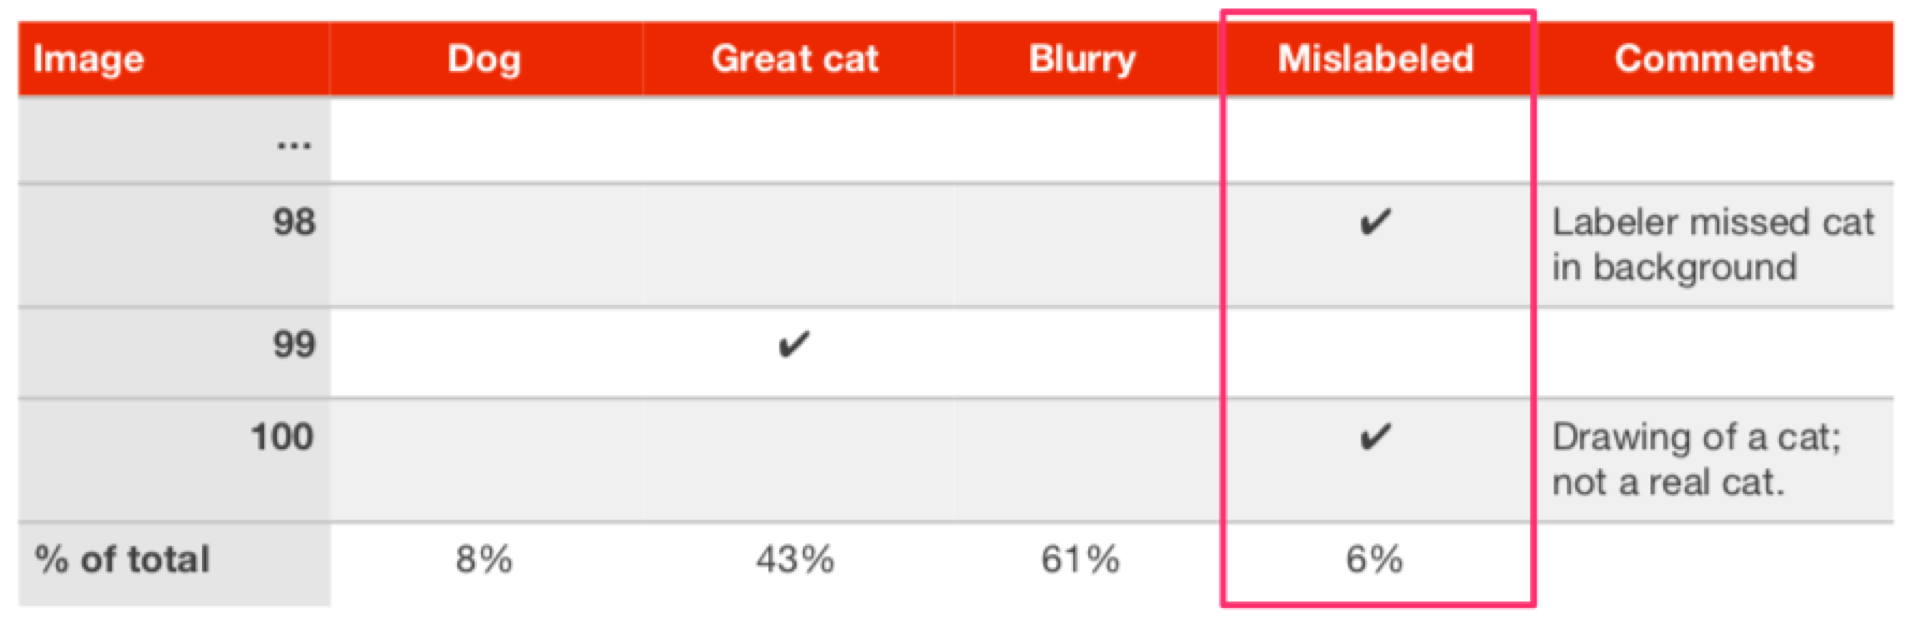 Image Dog Great cat Blurry Mislabeled Comments
...
98 ✔ Labeler missed cat
in background
99 ✔
100 ✔ Drawing of a cat;
not a real cat.
% of total 8% 43% 61% 6%